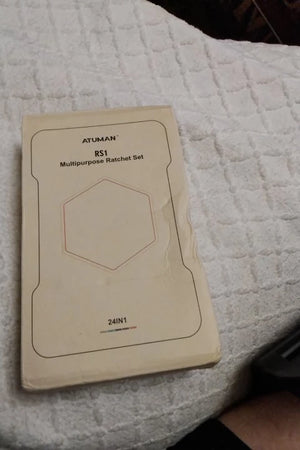 ATUMAN
RS1
Multipurpose Ratchet Set
24IN1